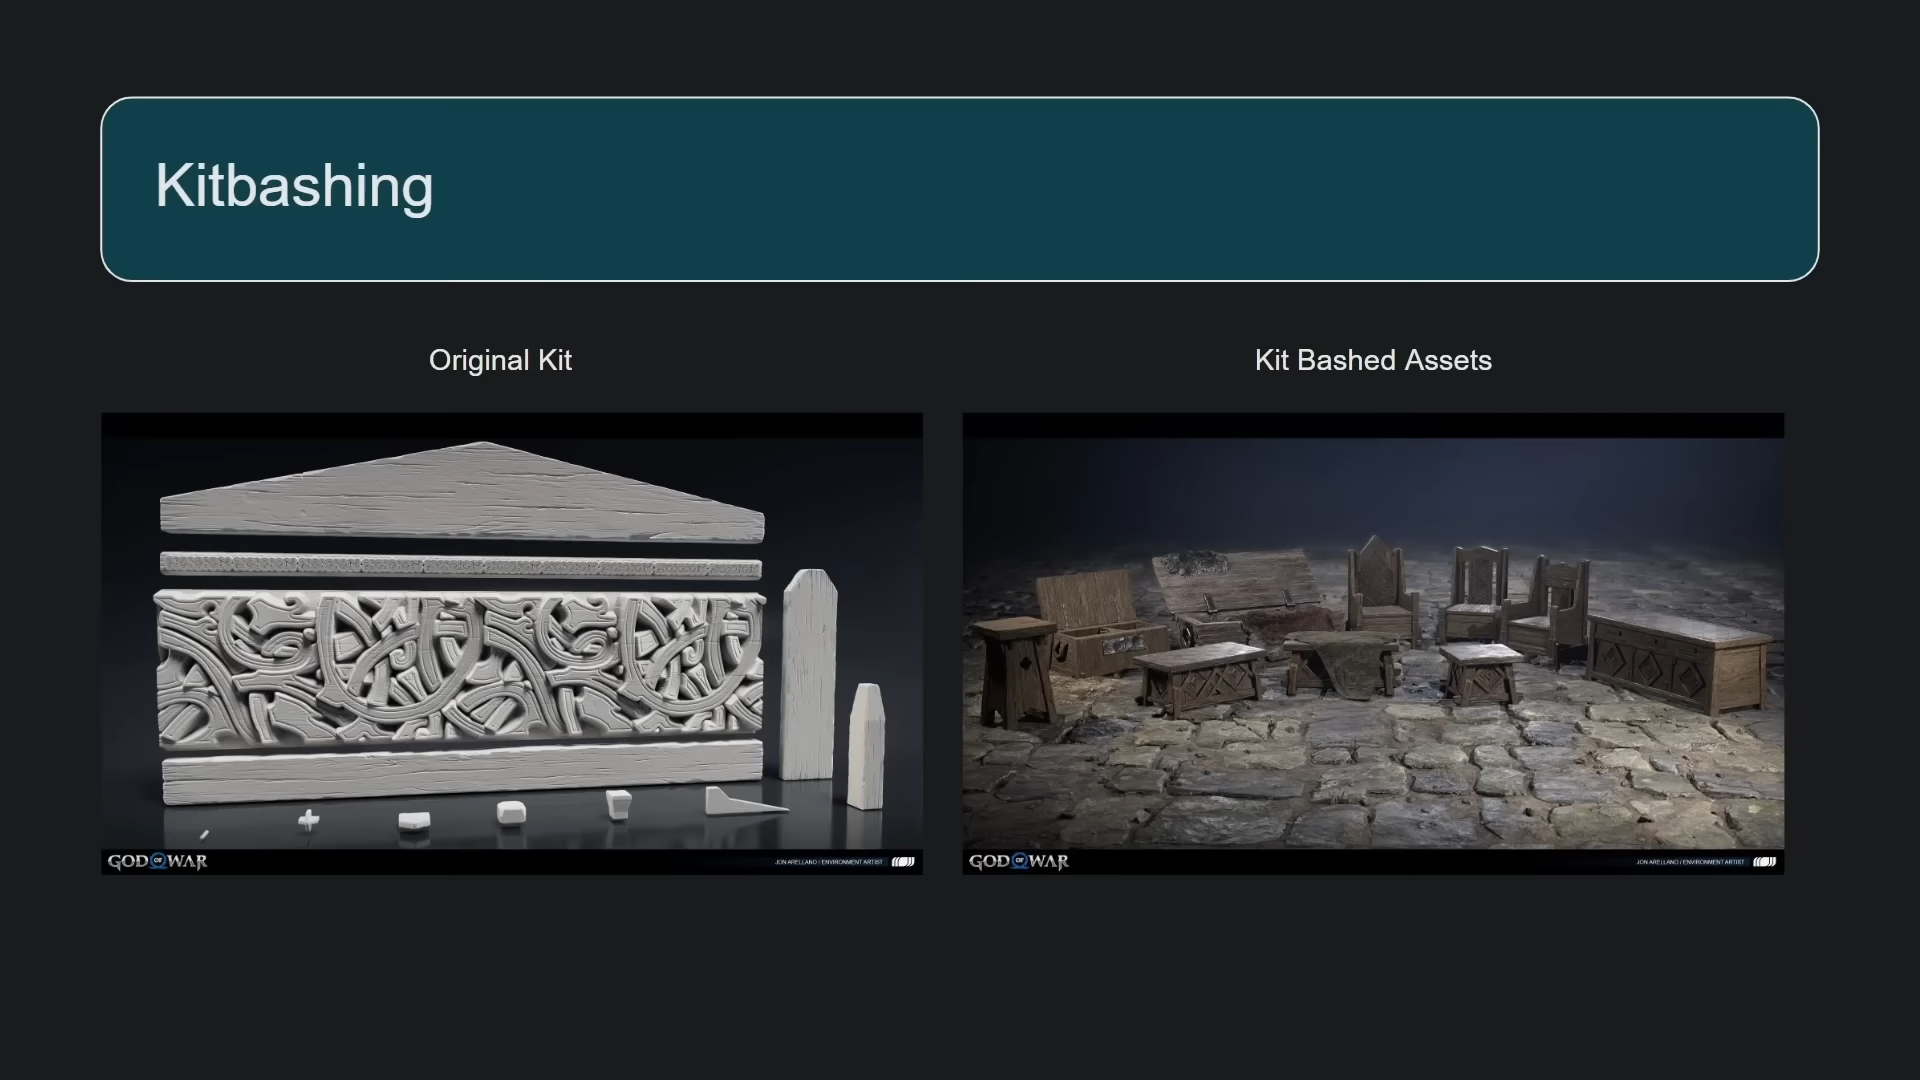 Kitbashing
Original Kit
Kit Bashed Assets
GOD OF WAR
JON ARELLANO / ENVIRONMENT ARTIST
GOD OF WAR
JON ARELLANO / ENVIRONMENT ARTIST